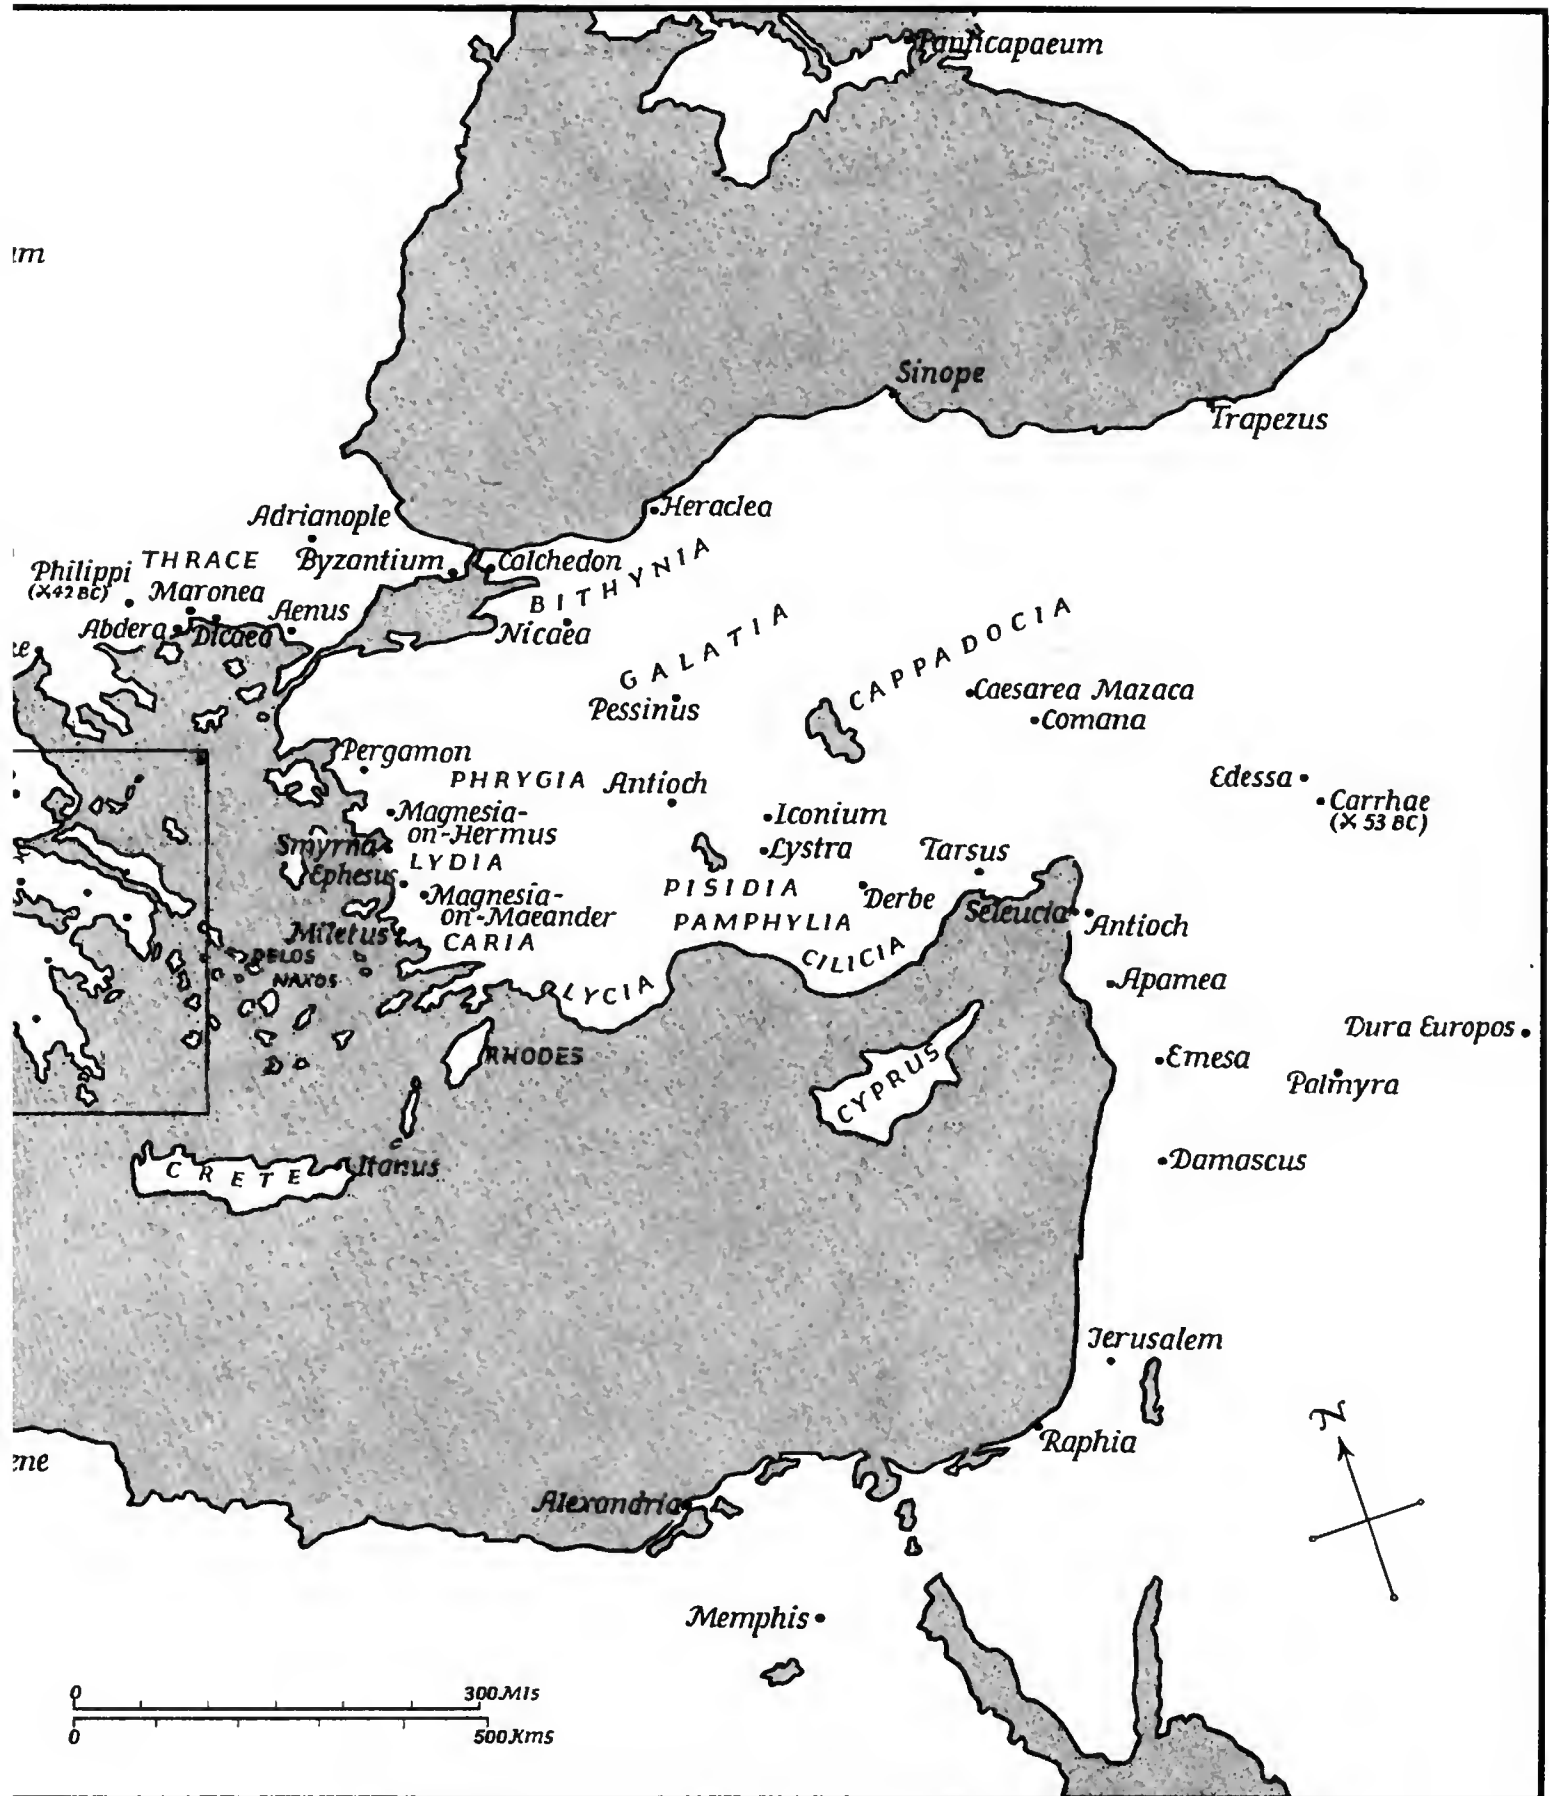 Panticapaeum
Sinope
Trapezus
Heraclea
Adrianople
THRACE
Byzantium
Calchedon
BITHYNIA
Philippi
(X 42 BC)
Maronea
Aenus
Abdera
Dicaea
Nicaea
GALATIA
CAPPADOCIA
Pessinus
Caesarea Mazaca
Comana
Pergamon
PHRYGIA
Antioch
Edessa
Carrhae
(X 53 BC)
Magnesia-
on-Hermus
Iconium
Smyrna
LYDIA
Lystra
Tarsus
Ephesus
Magnesia-
on-Maeander
PISIDIA
Derbe
PAMPHYLIA
Seleucia
Antioch
Miletus
CARIA
CILICIA
DELOS
NAXOS
LYCIA
Apamea
Dura Europos
RHODES
Emesa
Palmyra
CYPRUS
CRETE
Itanus
Damascus
Jerusalem
Raphia
N
Alexandria
Memphis
0 300 Mls
0 500 Kms